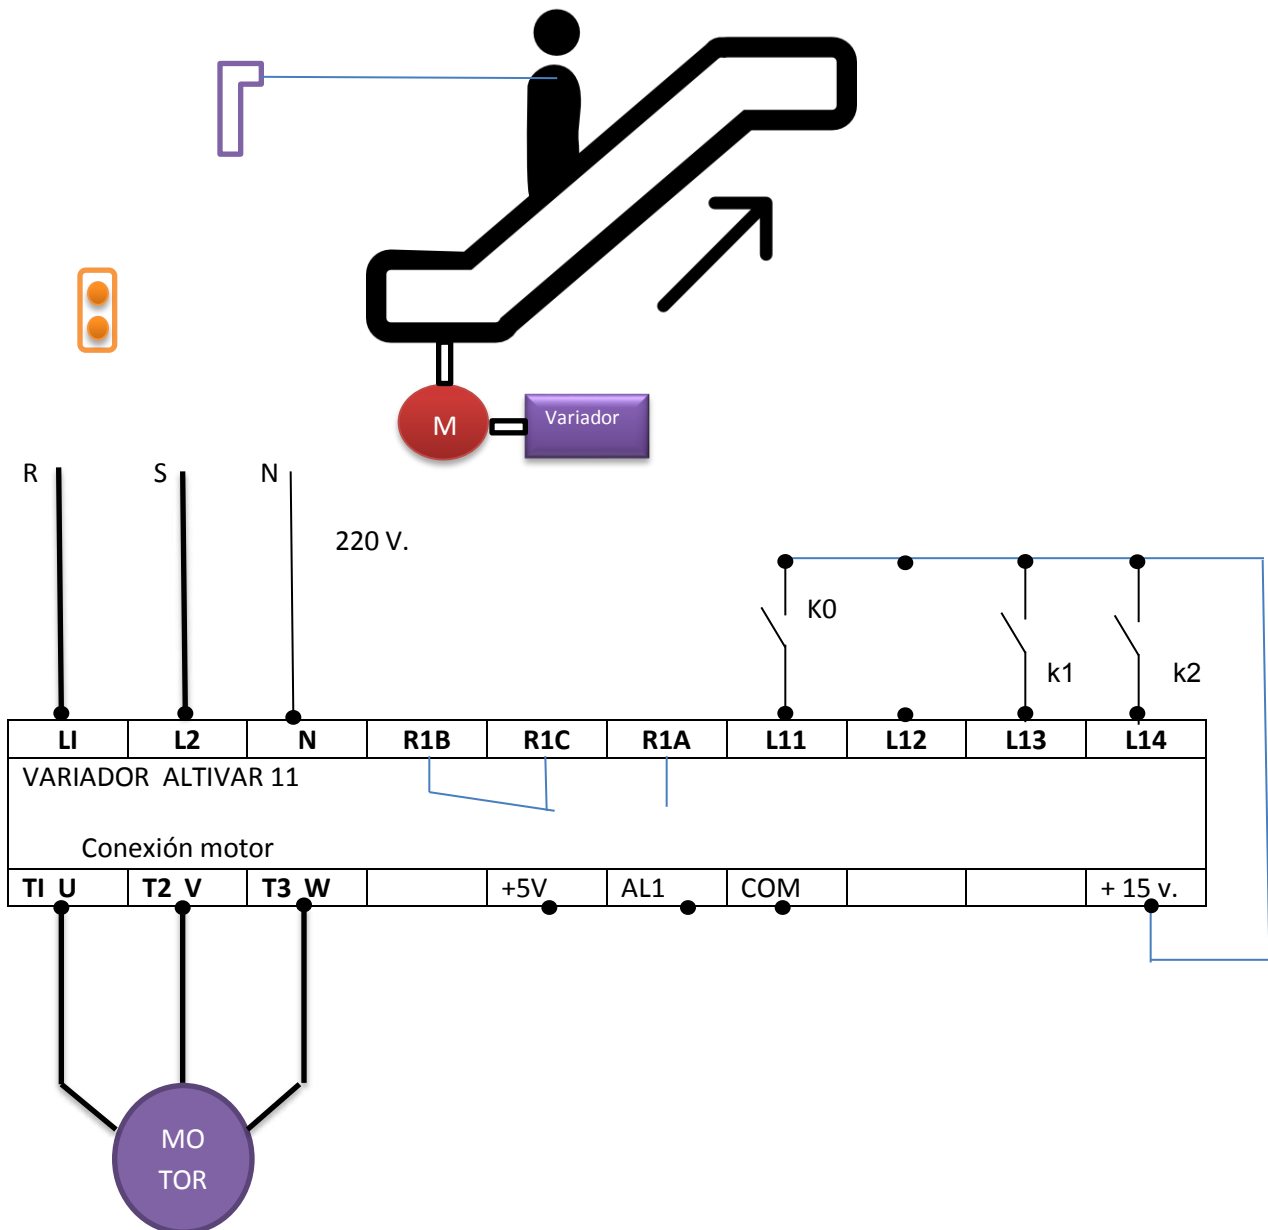 M
Variador
R S N
220 V.
K0
k1 k2
LI L2 N R1B R1C R1A L11 L12 L13 L14
VARIADOR ALTIVAR 11
Conexión motor
TI U T2 V T3 W +5V AL1 COM + 15 v.
MO
TOR